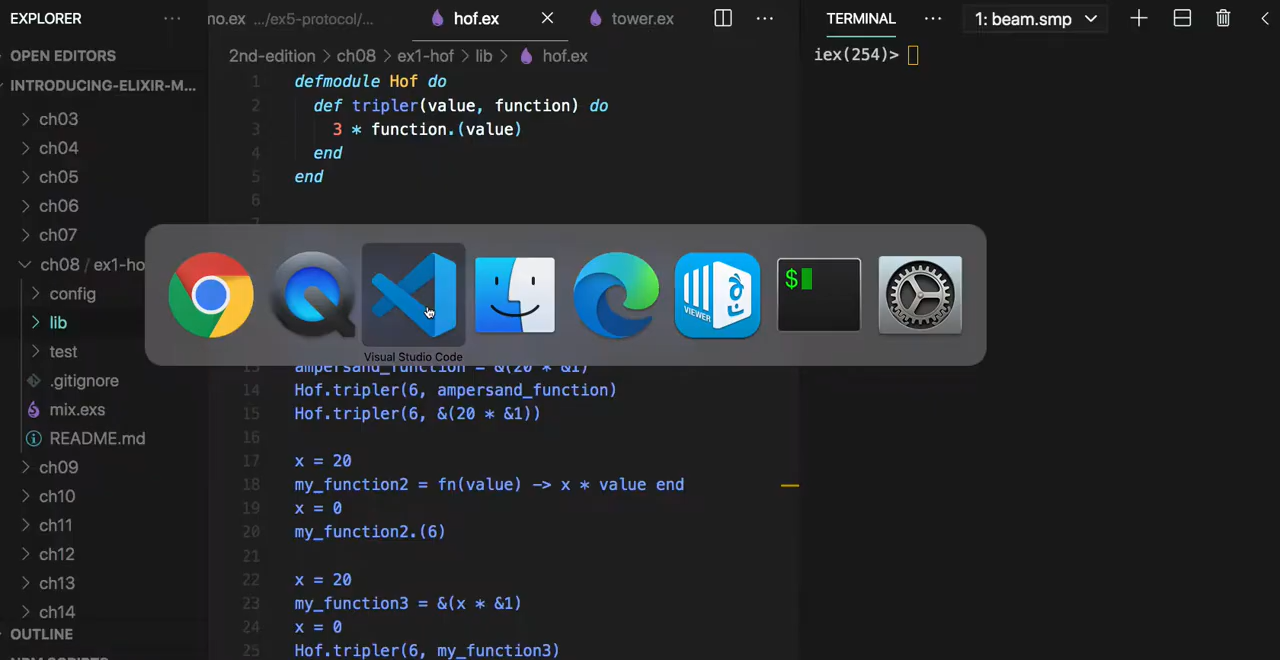 EXPLORER
···
OPEN EDITORS
INTRODUCING-ELIXIR-M...
ch03
ch04
ch05
ch06
ch07
ch08 / ex1-ho
config
lib
test
.gitignore
mix.exs
README.md
ch09
ch10
ch11
ch12
ch13
ch14
OUTLINE
no.ex .../ex5-protocol/...
hof.ex
tower.ex
···
2nd-edition > ch08 > ex1-hof > lib > hof.ex
1 defmodule Hof do
2 def tripler(value, function) do
3 3 * function.(value)
4 end
5 end
6
7
Visual Studio Code
VIEWER
$
13 ampersand_function = &(20 * &1)
14 Hof.tripler(6, ampersand_function)
15 Hof.tripler(6, &(20 * &1))
16
17 x = 20
18 my_function2 = fn(value) -> x * value end
19 x = 0
20 my_function2.(6)
21
22 x = 20
23 my_function3 = &(x * &1)
24 x = 0
25 Hof.tripler(6, my_function3)
TERMINAL
···
1: beam.smp
iex(254)>